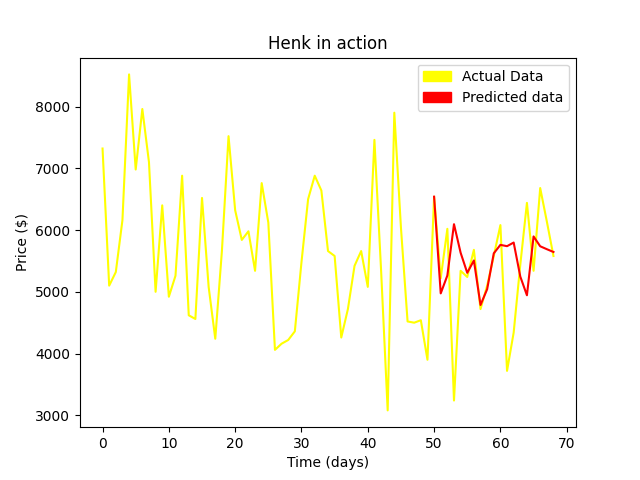 Henk in action
Actual Data
Predicted data
Price ($)
8000
7000
6000
5000
4000
3000
0 10 20 30 40 50 60 70
Time (days)